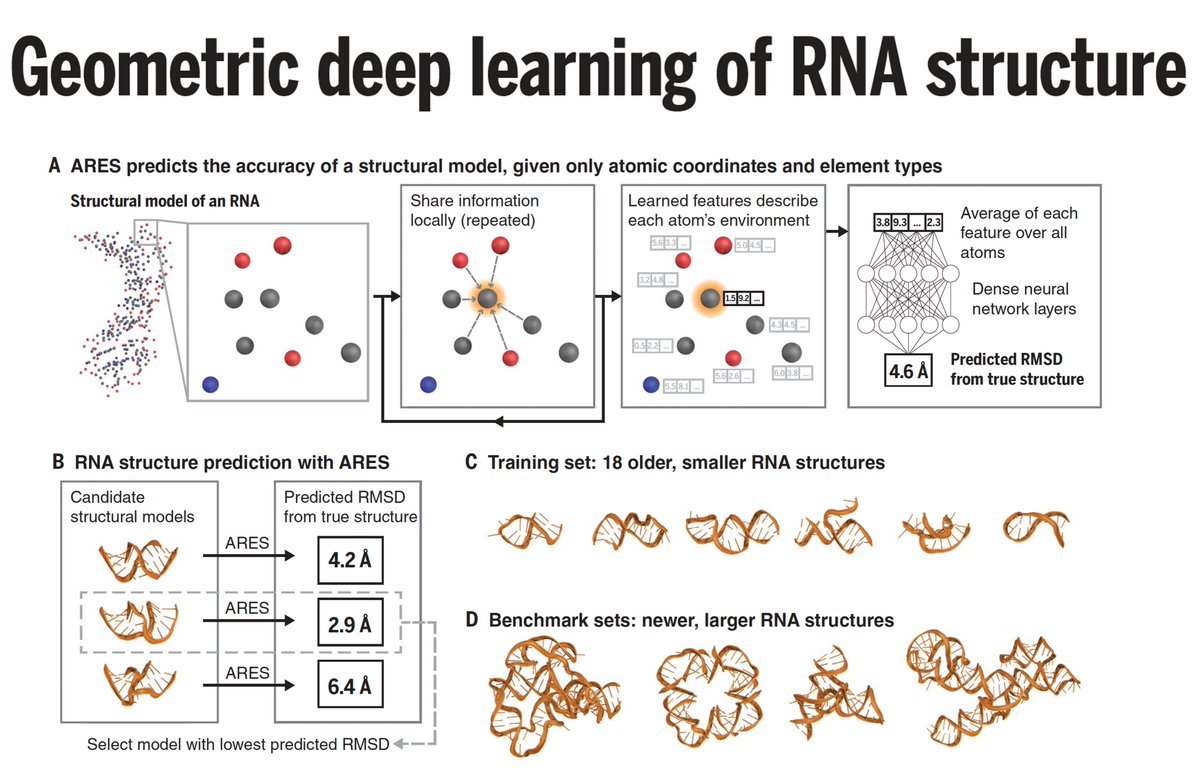 Geometric deep learning of RNA structure
A ARES predicts the accuracy of a structural model, given only atomic coordinates and element types
Structural model of an RNA
Share information
locally (repeated)
Learned features describe
each atom's environment
5.6 3.3 ...
5.0 4.5 ...
3.2 4.8 ...
1.5 9.2 ...
4.3 4.5 ...
0.5 2.2 ...
5.6 2.6 ...
6.0 3.8 ...
5.5 8.1 ...
3.8 9.3 ... 2.3
Average of each
feature over all
atoms
Dense neural
network layers
4.6 Å
Predicted RMSD
from true structure
B RNA structure prediction with ARES
Candidate
structural models
Predicted RMSD
from true structure
ARES
4.2 Å
ARES
2.9 Å
ARES
6.4 Å
Select model with lowest predicted RMSD
C Training set: 18 older, smaller RNA structures
D Benchmark sets: newer, larger RNA structures